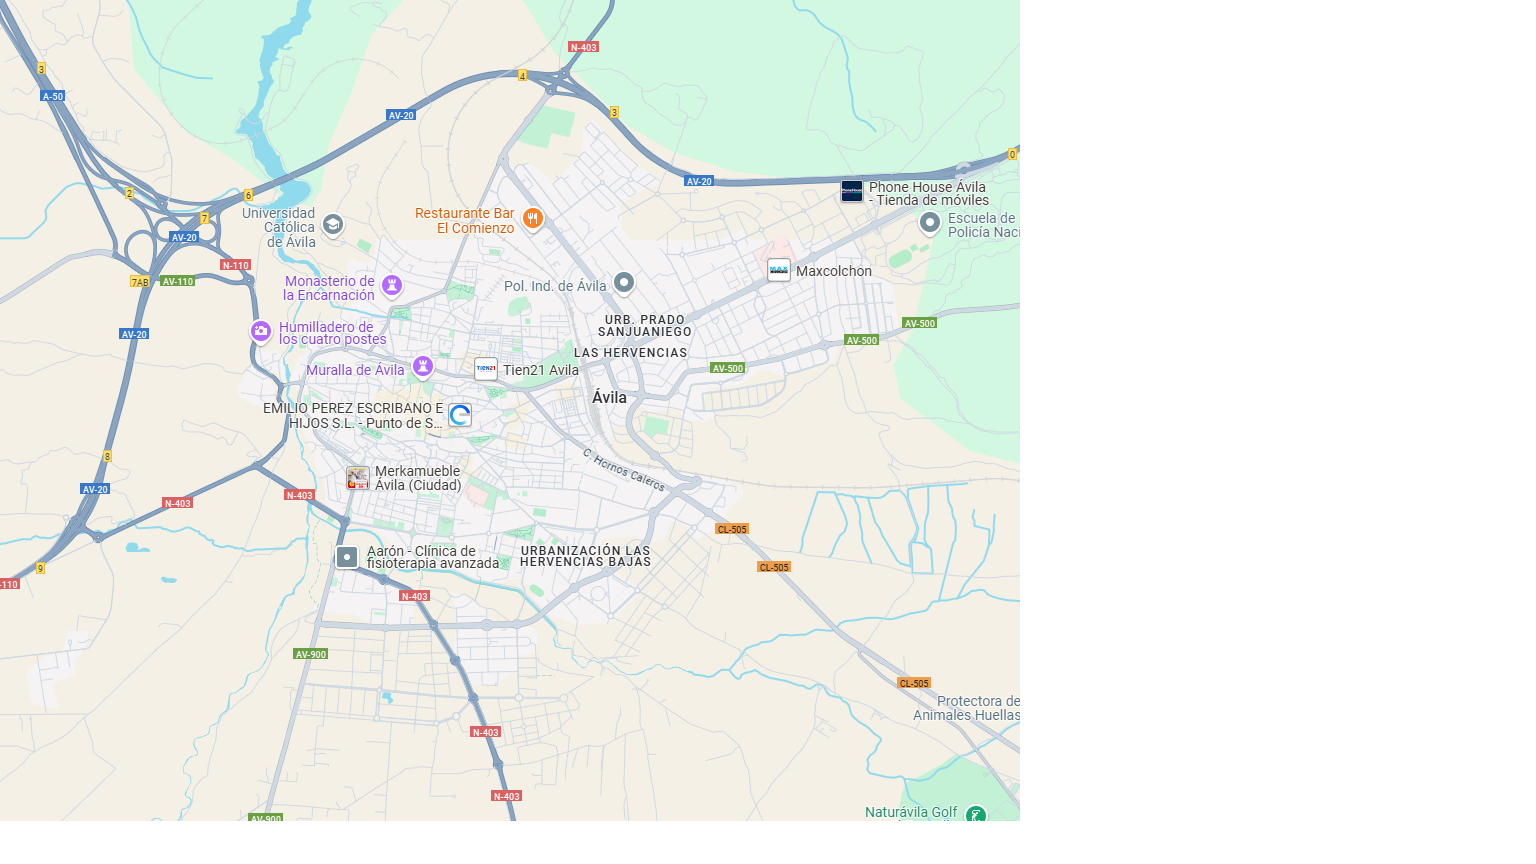 N-403
3
4
A-50
3
AV-20
0
AV-20
2
6
Phone House Ávila
- Tienda de móviles
7
Universidad
Católica
de Ávila
Restaurante Bar
El Comienzo
Escuela de
Policía Naci
AV-20
N-110
Maxcolchon
7AB
AV-110
Monasterio de
la Encarnación
Pol. Ind. de Ávila
URB. PRADO
SANJUANIEGO
AV-500
Humilladero de
los cuatro postes
AV-20
AV-500
LAS HERVENCIAS
Muralla de Ávila
TIEN21
Tien21 Avila
AV-500
Ávila
EMILIO PEREZ ESCRIBANO E
HIJOS S.L. - Punto de S...
8
C. Hornos Caleros
Merkamueble
Ávila (Ciudad)
AV-20
N-403
N-403
CL-505
Aarón - Clínica de
fisioterapia avanzada
URBANIZACIÓN LAS
HERVENCIAS BAJAS
9
CL-505
-110
N-403
AV-900
CL-505
Protectora de
Animales Huellas
N-403
N-403
Naturávila Golf
AV-900